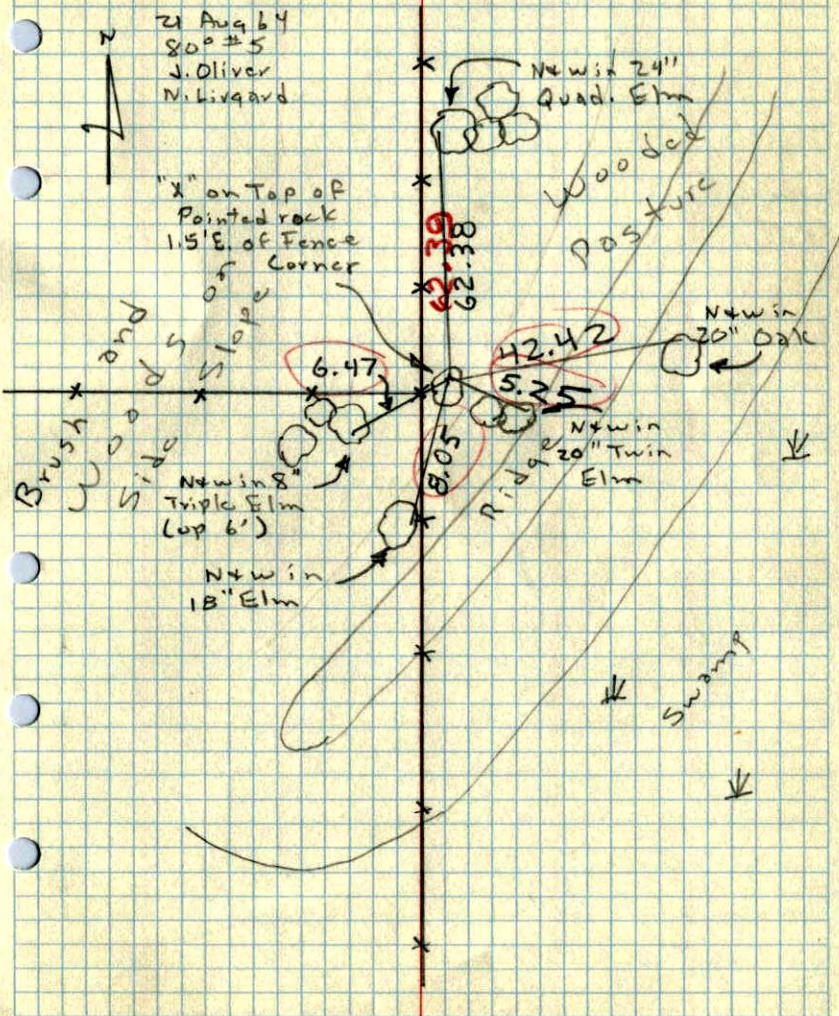 N
21 Aug 64
80° #5
J. Oliver
N. Livgard
N&W in 24"
Quad. Elm
Wooded
Pasture
"X" on Top of
Pointed rock
1.5' E. of Fence
Corner
62.39
62.38
N&W in
20" Oak
42.42
5.25
6.47
8.05
N&W in
20" Twin
Elm
Brush and
Woods on
Side Slope
N&W in 8"
Triple Elm
(up 6')
Ridge
N&W in
18" Elm
Swamp